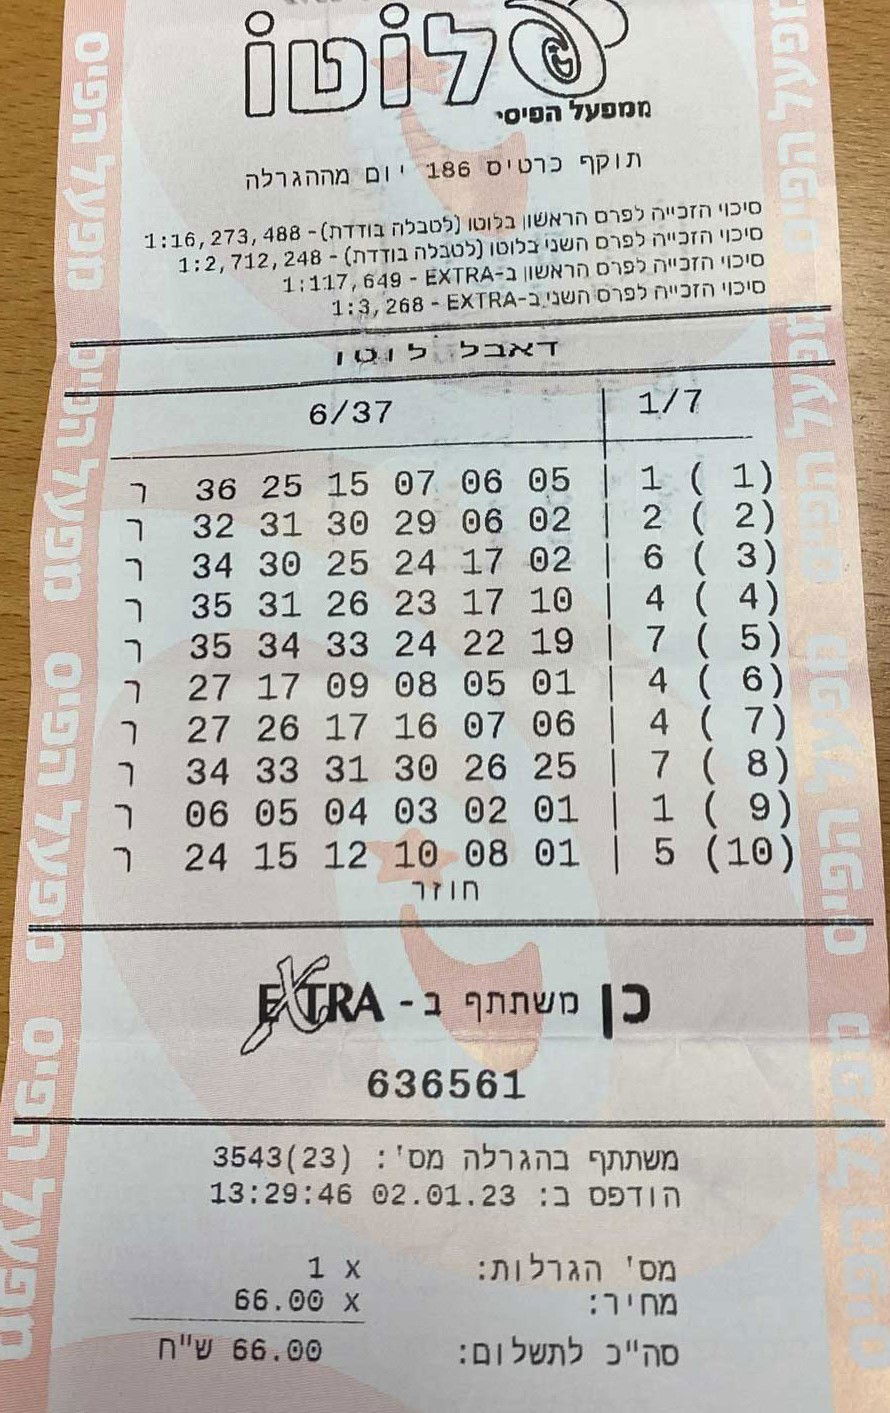 לוטו
ממפעל הפיס
תוקף כרטיס 186 יום מההגרלה
סיכוי הזכייה לפרס הראשון בלוטו (לטבלה בודדת)- 1:16,273,488
סיכוי הזכייה לפרס השני בלוטו (לטבלה בודדת) - 1:2,712,248
סיכוי הזכייה לפרס הראשון ב-EXTRA - 1:117,649
סיכוי הזכייה לפרס השני ב-EXTRA - 1:3,268
דאבל לוטו
6/37 | 1/7
ר 36 25 15 07 06 05 | 1 ( 1)
ר 32 31 30 29 06 02 | 2 ( 2)
ר 34 30 25 24 17 02 | 6 ( 3)
ר 35 31 26 23 17 10 | 4 ( 4)
ר 35 34 33 24 22 19 | 7 ( 5)
ר 27 17 09 08 05 01 | 4 ( 6)
ר 27 26 17 16 07 06 | 4 ( 7)
ר 34 33 31 30 26 25 | 7 ( 8)
ר 06 05 04 03 02 01 | 1 ( 9)
ר 24 15 12 10 08 01 | 5 (10)
חוזר
כן משתתף ב - EXTRA
636561
משתתף בהגרלה מס': 3543(23)
הודפס ב: 02.01.23 13:29:46
מס' הגרלות: 1 x
מחיר: 66.00 x
סה"כ לתשלום: 66.00 ש"ח